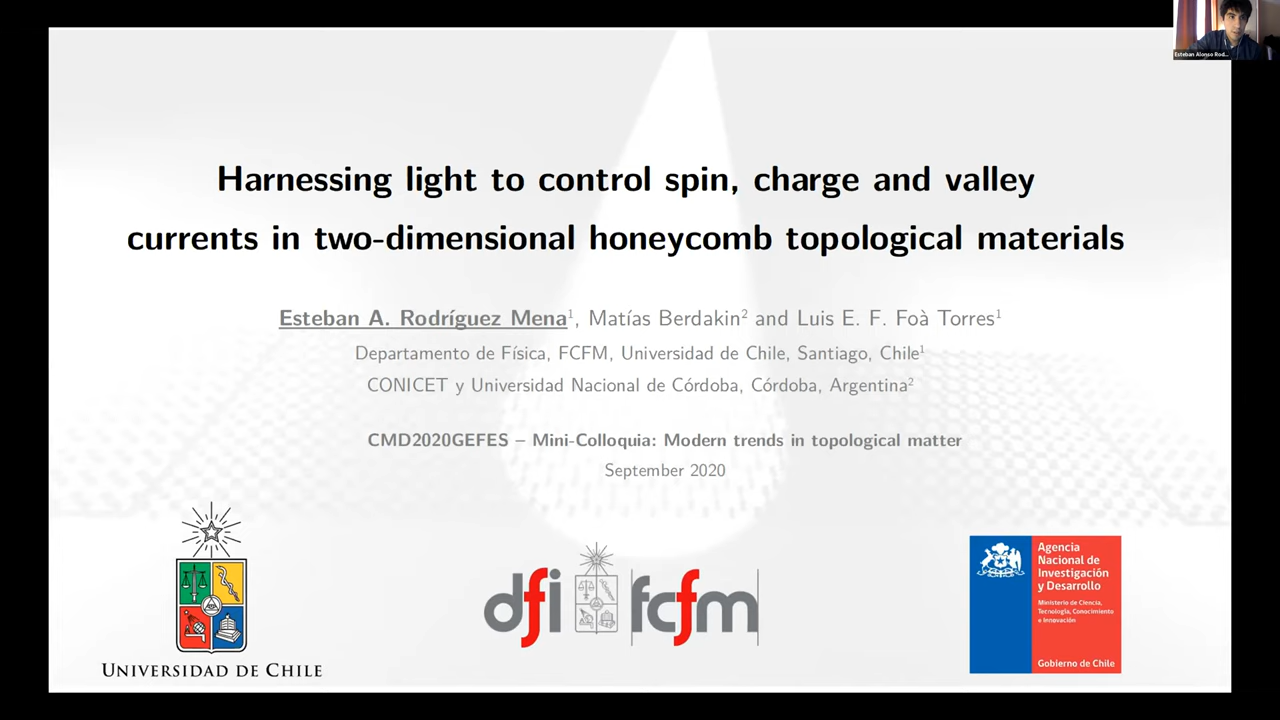 Esteban Alonso Rod...
Harnessing light to control spin, charge and valley
currents in two-dimensional honeycomb topological materials
Esteban A. Rodríguez Mena¹, Matías Berdakin² and Luis E. F. Foà Torres¹
Departamento de Física, FCFM, Universidad de Chile, Santiago, Chile¹
CONICET y Universidad Nacional de Córdoba, Córdoba, Argentina²
CMD2020GEFES – Mini-Colloquia: Modern trends in topological matter
September 2020
UNIVERSIDAD DE CHILE
dfi fcfm
Agencia
Nacional de
Investigación
y Desarrollo
Ministerio de Ciencia,
Tecnología, Conocimiento
e Innovación
Gobierno de Chile